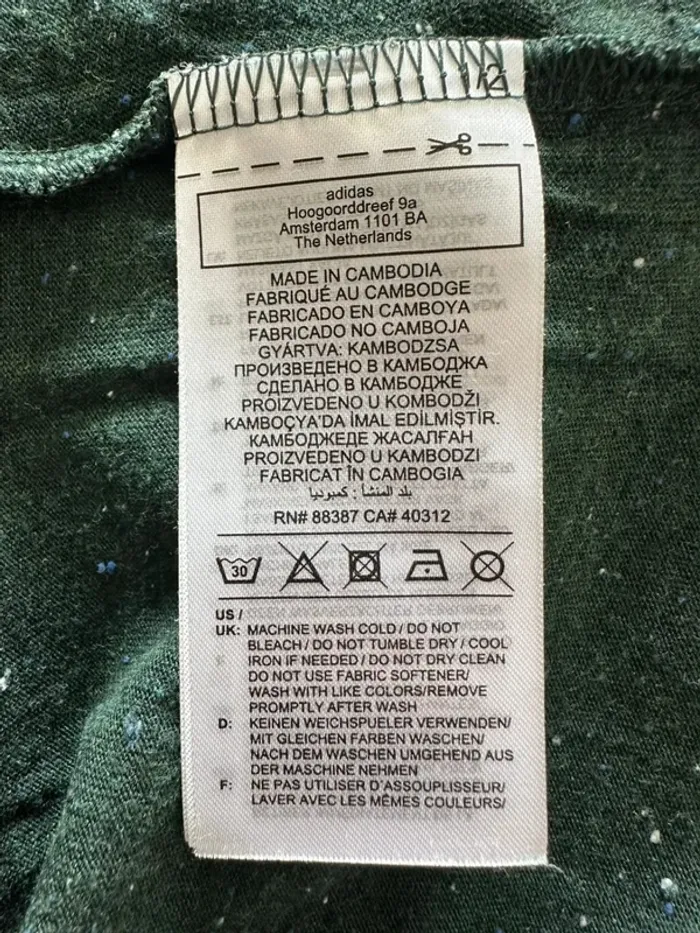 1/2
adidas
Hoogoorddreef 9a
Amsterdam 1101 BA
The Netherlands
MADE IN CAMBODIA
FABRIQUÉ AU CAMBODGE
FABRICADO EN CAMBOYA
FABRICADO NO CAMBOJA
GYÁRTVA: KAMBODZSA
ПРОИЗВЕДЕНО В КАМБОДЖА
СДЕЛАНО В КАМБОДЖЕ
PROIZVEDENO U KOMBODŽI
KAMBOÇYA'DA İMAL EDİLMİŞTİR.
КАМБОДЖЕДЕ ЖАСАЛҒАН
PROIZVEDENO U KAMBODZI
FABRICAT ÎN CAMBOGIA
بلد المنشأ : كمبوديا
RN# 88387 CA# 40312
30
US /
UK: MACHINE WASH COLD / DO NOT
BLEACH / DO NOT TUMBLE DRY / COOL
IRON IF NEEDED / DO NOT DRY CLEAN
DO NOT USE FABRIC SOFTENER/
WASH WITH LIKE COLORS/REMOVE
PROMPTLY AFTER WASH
D: KEINEN WEICHSPUELER VERWENDEN/
MIT GLEICHEN FARBEN WASCHEN/
NACH DEM WASCHEN UMGEHEND AUS
DER MASCHINE NEHMEN
F: NE PAS UTILISER D'ASSOUPLISSEUR/
LAVER AVEC LES MÊMES COULEURS/